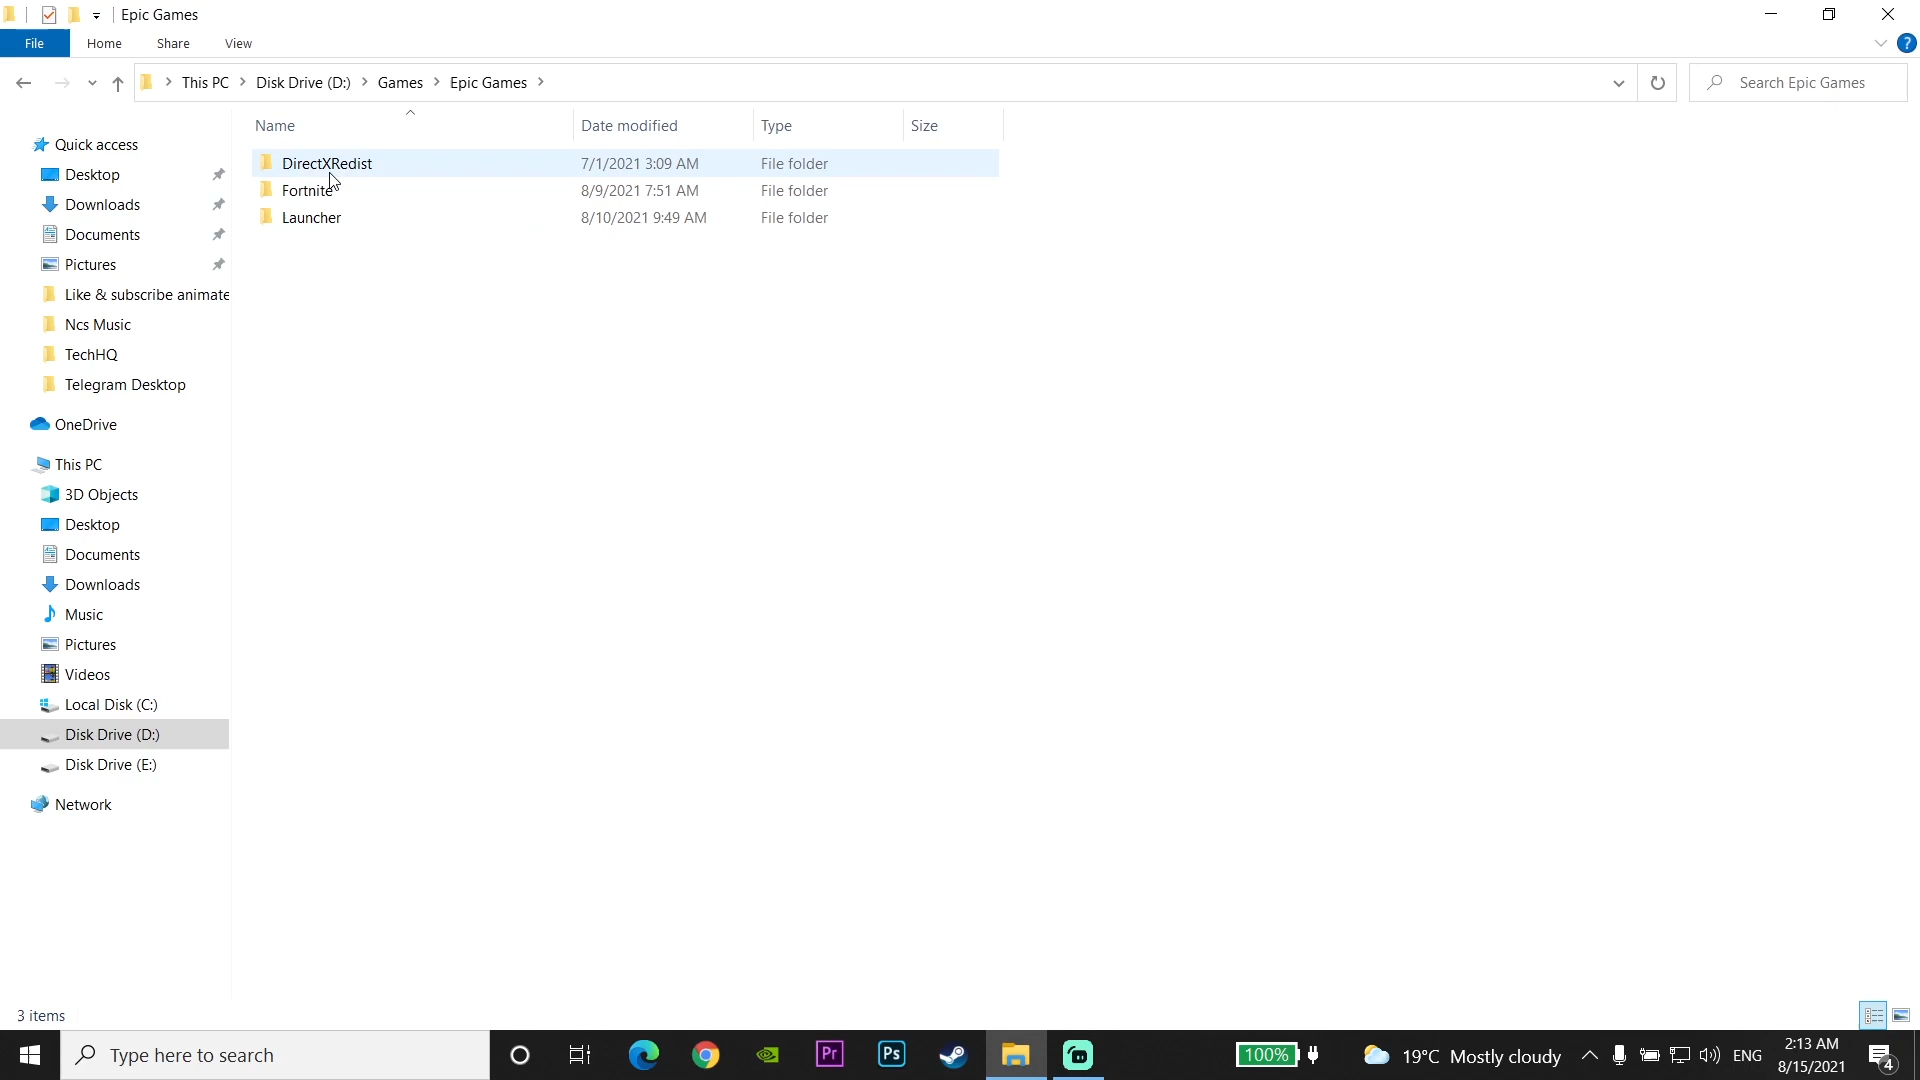 Epic Games
File Home Share View ?
This PC Disk Drive (D:) Games Epic Games Search Epic Games
Name Date modified Type Size
DirectXRedist 7/1/2021 3:09 AM File folder
Fortnite 8/9/2021 7:51 AM File folder
Launcher 8/10/2021 9:49 AM File folder
Quick access
Desktop
Downloads
Documents
Pictures
Like & subscribe animate
Ncs Music
TechHQ
Telegram Desktop
OneDrive
This PC
3D Objects
Desktop
Documents
Downloads
Music
Pictures
Videos
Local Disk (C:)
Disk Drive (D:)
Disk Drive (E:)
Network
3 items
Type here to search Pr Ps 100% 19°C Mostly cloudy ENG 2:13 AM 4
8/15/2021